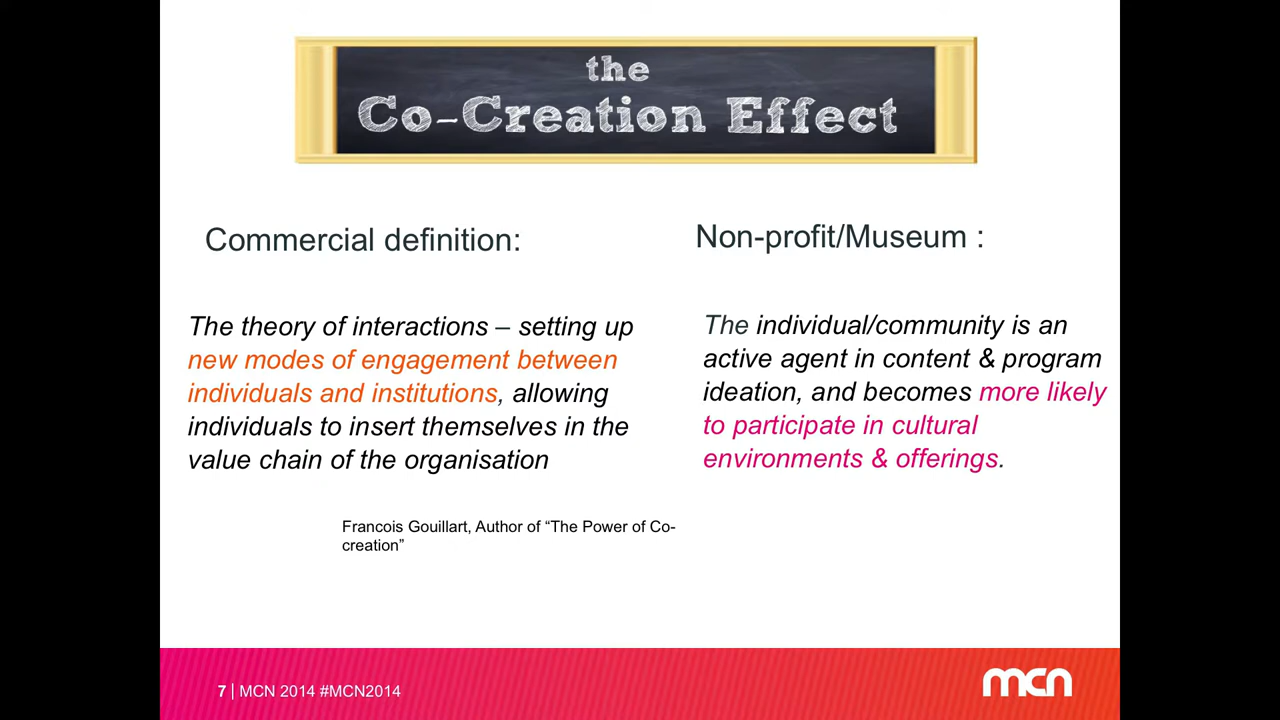 the
Co-Creation Effect
Commercial definition:
The theory of interactions – setting up
new modes of engagement between
individuals and institutions, allowing
individuals to insert themselves in the
value chain of the organisation
Francois Gouillart, Author of “The Power of Co-
creation”
Non-profit/Museum :
The individual/community is an
active agent in content & program
ideation, and becomes more likely
to participate in cultural
environments & offerings.
7 | MCN 2014 #MCN2014
mcn